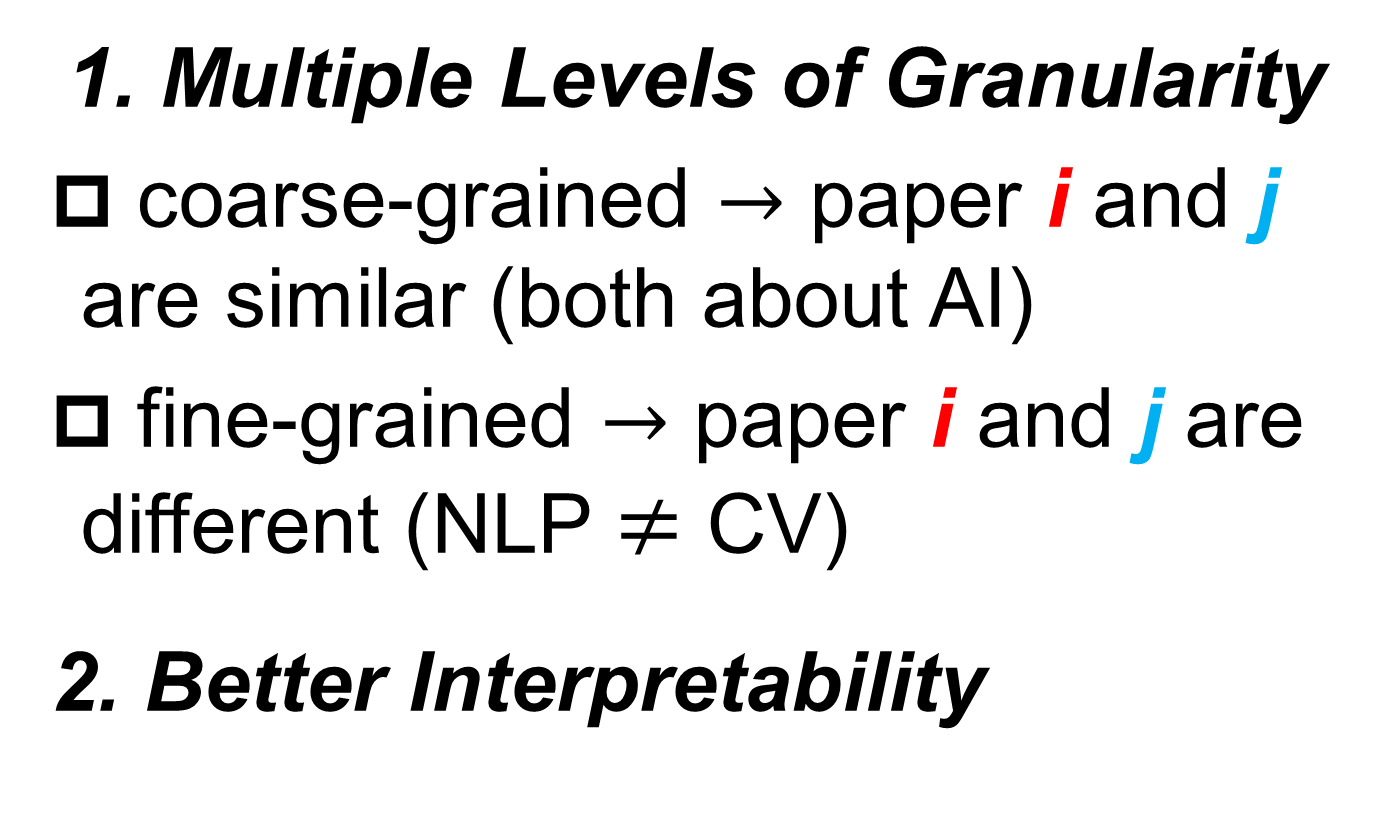 1. Multiple Levels of Granularity
❑ coarse-grained → paper i and j
are similar (both about AI)
❑ fine-grained → paper i and j are
different (NLP ≠ CV)
2. Better Interpretability